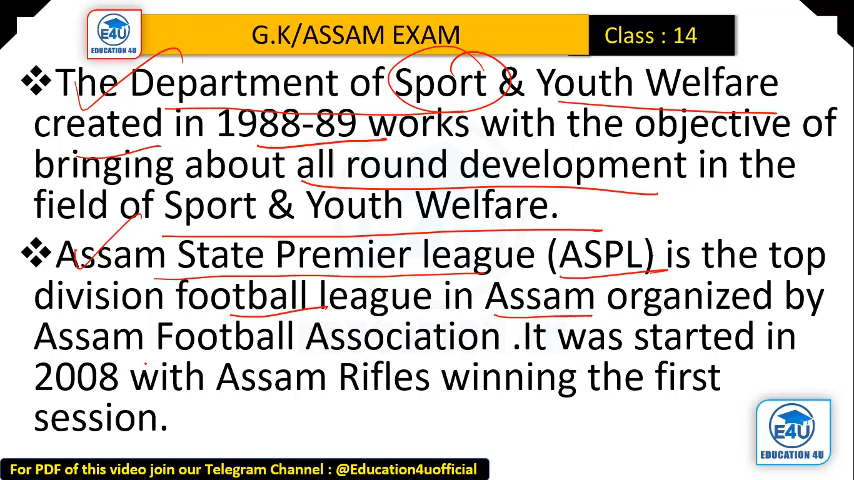 E4U
EDUCATION 4U
G.K/ASSAM EXAM
Class : 14
❖The Department of Sport & Youth Welfare
created in 1988-89 works with the objective of
bringing about all round development in the
field of Sport & Youth Welfare.
❖Assam State Premier league (ASPL) is the top
division football league in Assam organized by
Assam Football Association .It was started in
2008 with Assam Rifles winning the first
session.
E4U
EDUCATION 4U
For PDF of this video join our Telegram Channel : @Education4uofficial